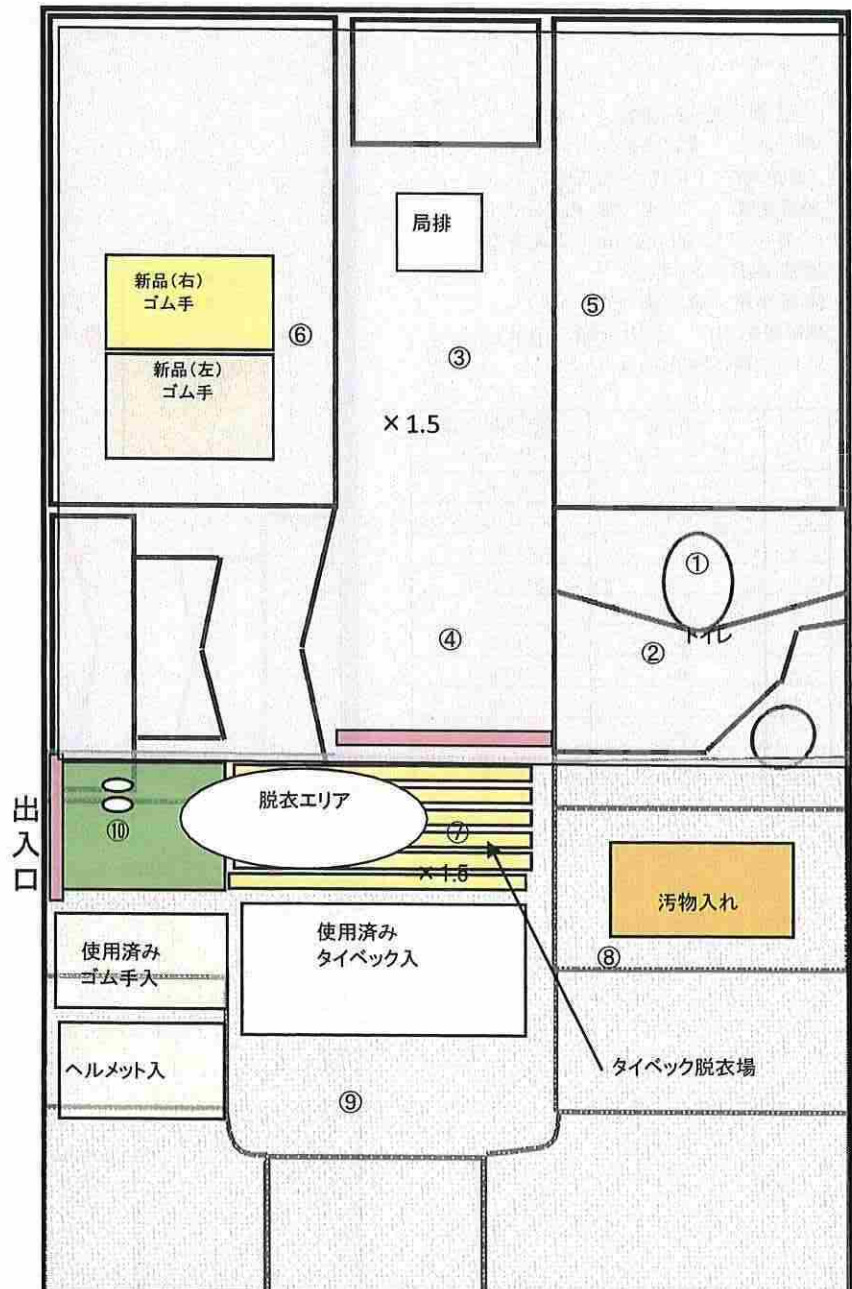 局排
新品(右)
ゴム手
⑥
新品(左)
ゴム手
⑤
③
×1.5
①
トイレ
②
④
出入口
⑩
脱衣エリア
⑦
×1.5
汚物入れ
使用済み
ゴム手入
使用済み
タイベック入
⑧
ヘルメット入
タイベック脱衣場
⑨